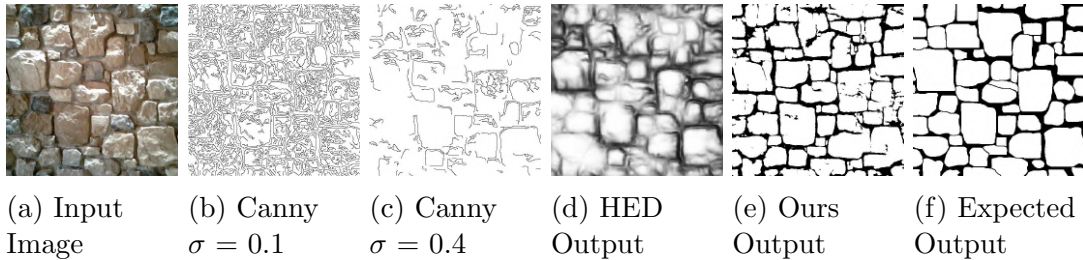 (a) Input (b) Canny (c) Canny (d) HED (e) Ours (f) Expected
Image σ = 0.1 σ = 0.4 Output Output Output